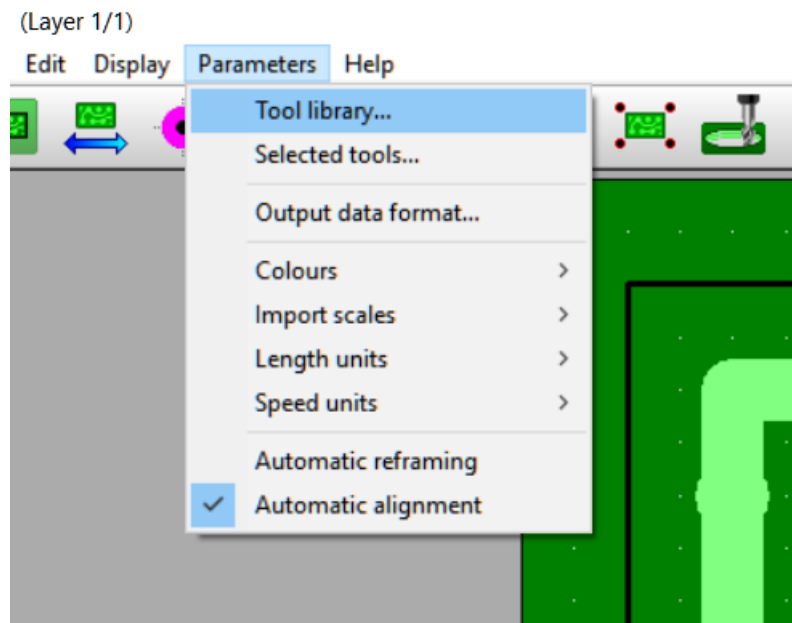 (Layer 1/1)
Edit Display Parameters Help
Tool library...
Selected tools...
Output data format...
Colours
Import scales
Length units
Speed units
Automatic reframing
Automatic alignment